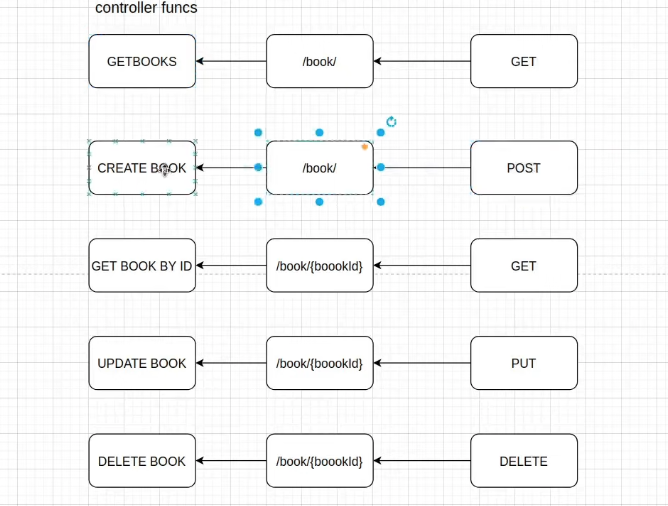 controller funcs
GETBOOKS
/book/
GET
CREATE BOOK
/book/
POST
GET BOOK BY ID
/book/{boookId}
GET
UPDATE BOOK
/book/{boookId}
PUT
DELETE BOOK
/book/{boookId}
DELETE